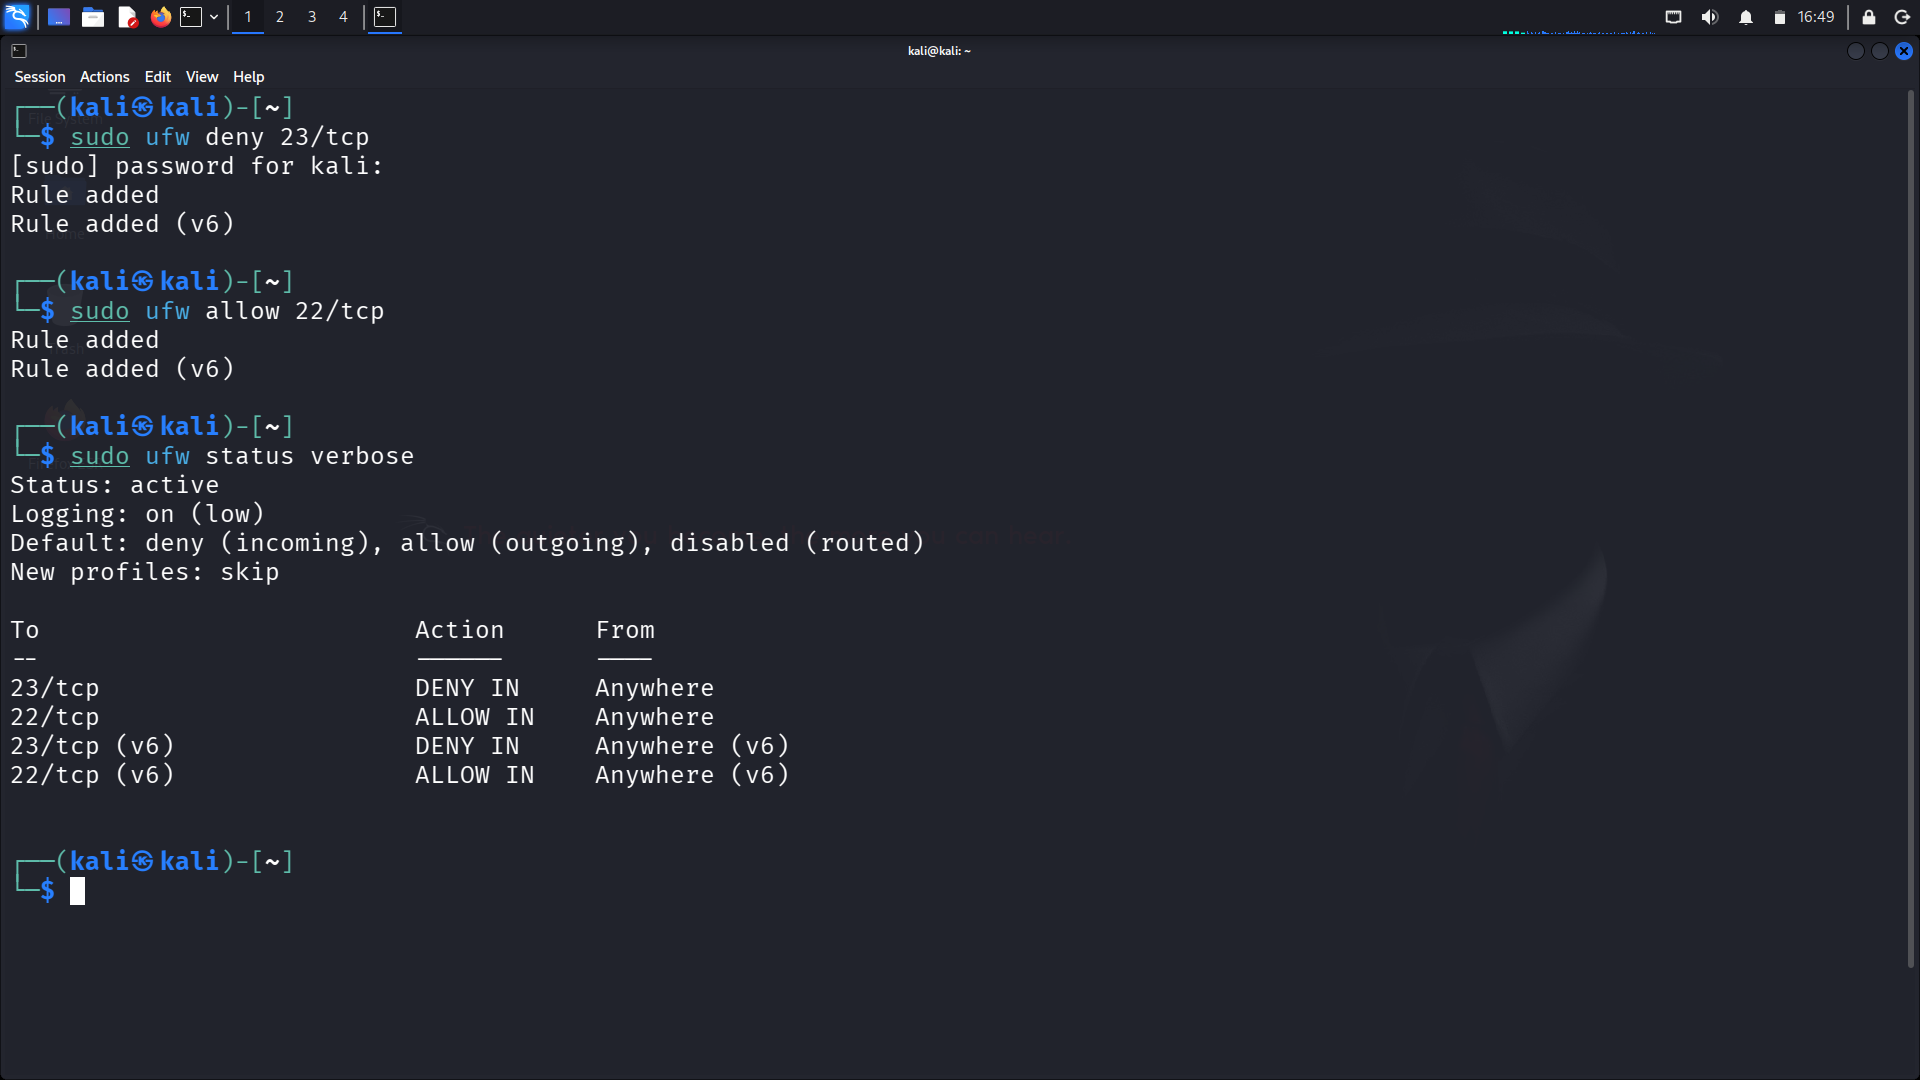 1 2 3 4
16:49
kali@kali: ~
Session Actions Edit View Help
┌──(kali㉿kali)-[~]
└─$ sudo ufw deny 23/tcp
[sudo] password for kali:
Rule added
Rule added (v6)
┌──(kali㉿kali)-[~]
└─$ sudo ufw allow 22/tcp
Rule added
Rule added (v6)
┌──(kali㉿kali)-[~]
└─$ sudo ufw status verbose
Status: active
Logging: on (low)
Default: deny (incoming), allow (outgoing), disabled (routed)
New profiles: skip
To Action From
-- ------ ----
23/tcp DENY IN Anywhere
22/tcp ALLOW IN Anywhere
23/tcp (v6) DENY IN Anywhere (v6)
22/tcp (v6) ALLOW IN Anywhere (v6)
┌──(kali㉿kali)-[~]
└─$